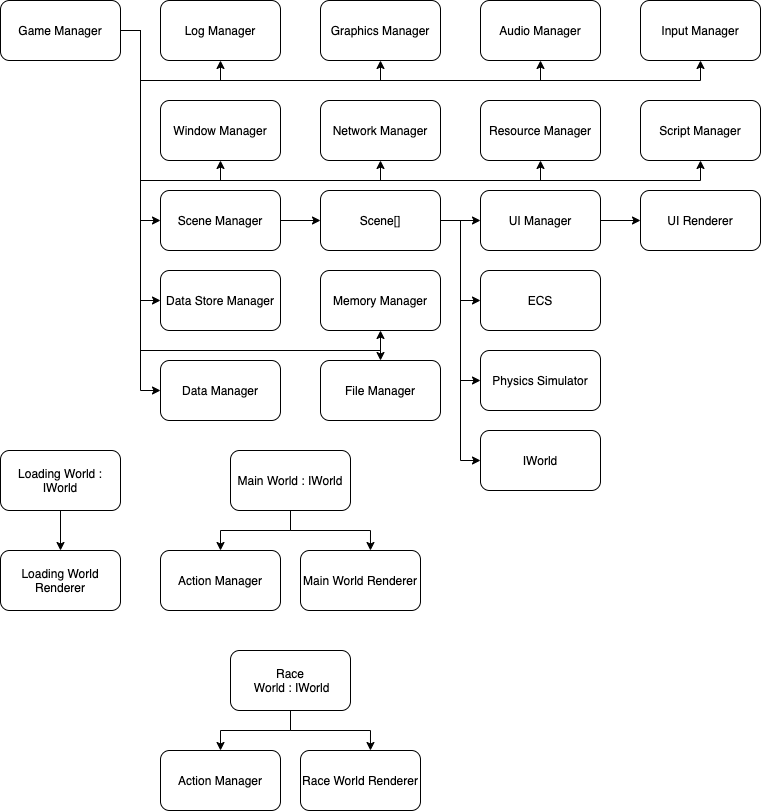 Game Manager
Log Manager
Graphics Manager
Audio Manager
Input Manager
Window Manager
Network Manager
Resource Manager
Script Manager
Scene Manager
Scene[]
UI Manager
UI Renderer
Data Store Manager
Memory Manager
ECS
Data Manager
File Manager
Physics Simulator
IWorld
Loading World :
IWorld
Main World : IWorld
Loading World
Renderer
Action Manager
Main World Renderer
Race
World : IWorld
Action Manager
Race World Renderer